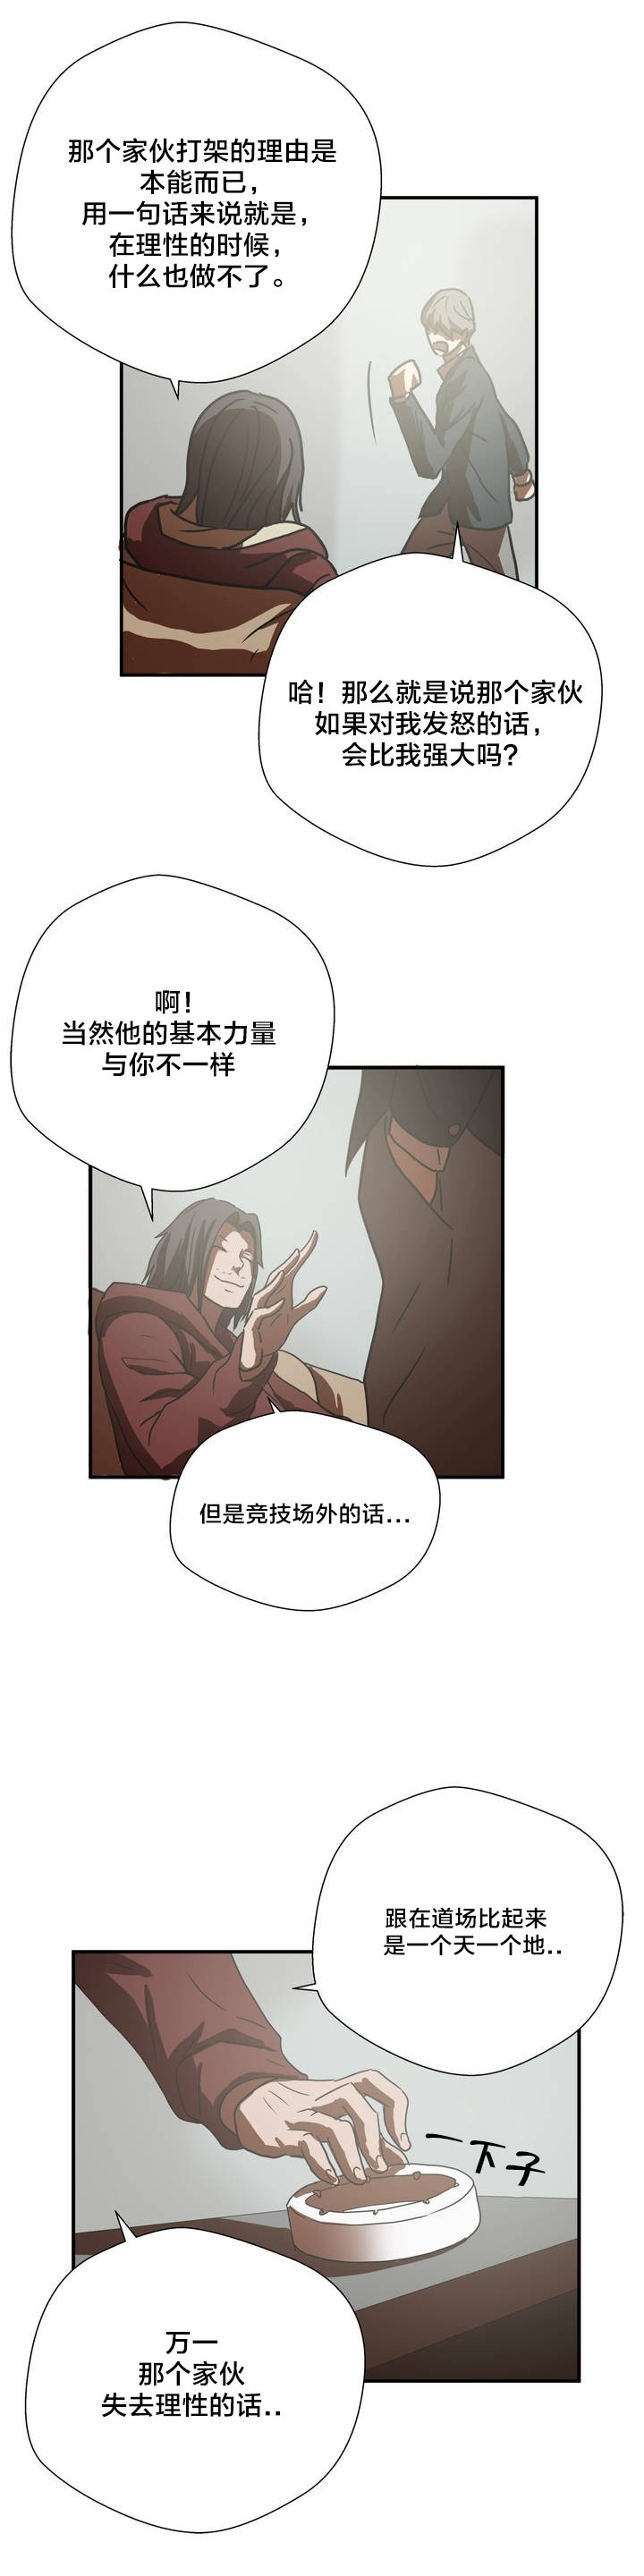 那个家伙打架的理由是
本能而已，
用一句话来说就是，
在理性的时候，
什么也做不了。
哈！那么就是说那个家伙
如果对我发怒的话，
会比我强大吗？
啊！
当然他的基本力量
与你不一样
但是竞技场外的话...
跟在道场比起来
是一个天一个地..
一下子
万一
那个家伙
失去理性的话..